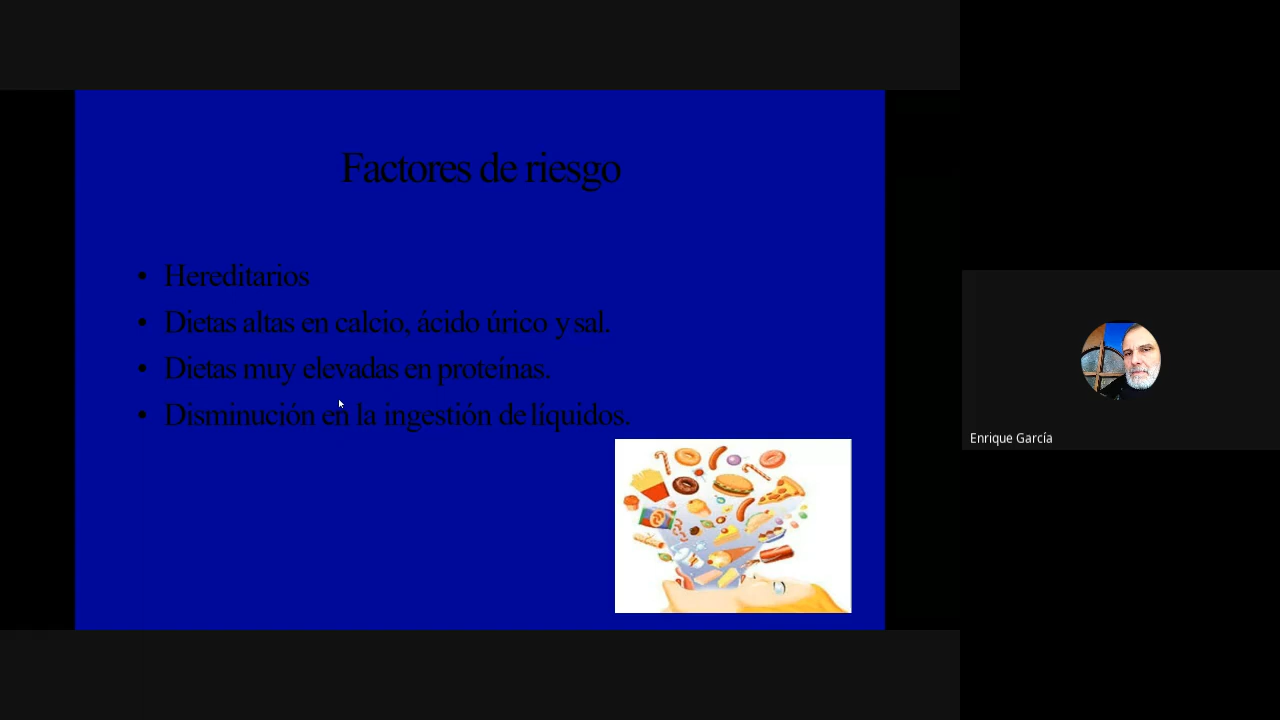 Factores de riesgo
• Hereditarios
• Dietas altas en calcio, ácido úrico y sal.
• Dietas muy elevadas en proteínas.
• Disminución en la ingestión de líquidos.
Enrique García